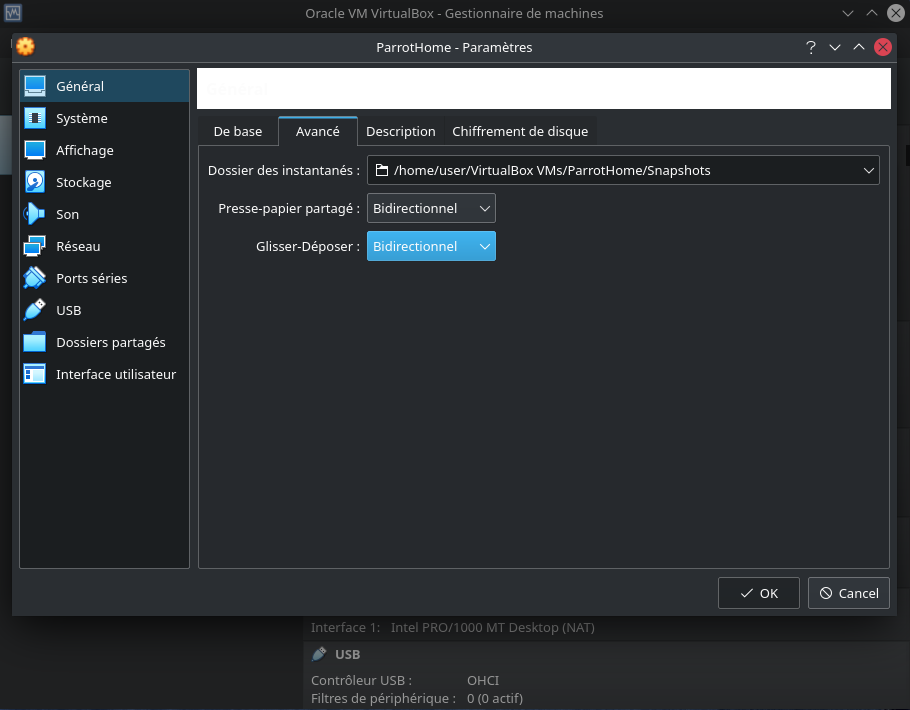 Oracle VM VirtualBox - Gestionnaire de machines
ParrotHome - Paramètres
?
Général
Système
Affichage
Stockage
Son
Réseau
Ports séries
USB
Dossiers partagés
Interface utilisateur
De base
Avancé
Description
Chiffrement de disque
Dossier des instantanés : /home/user/VirtualBox VMs/ParrotHome/Snapshots
Presse-papier partagé : Bidirectionnel
Glisser-Déposer : Bidirectionnel
OK
Cancel
Interface 1: Intel PRO/1000 MT Desktop (NAT)
USB
Contrôleur USB : OHCI
Filtres de périphérique : 0 (0 actif)